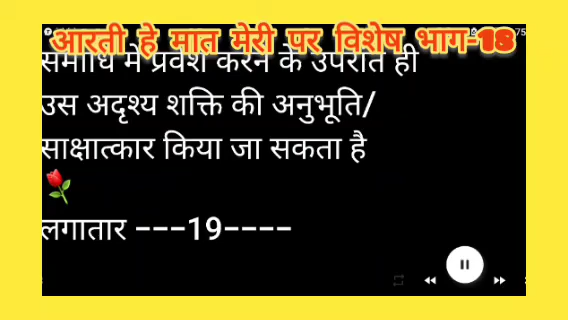 आरती हे मात मेरी पर विशेष भाग-18
समाधि में प्रवेश करने के उपरांत ही
उस अदृश्य शक्ति की अनुभूति/
साक्षात्कार किया जा सकता है
🌹
लगातार ---19----